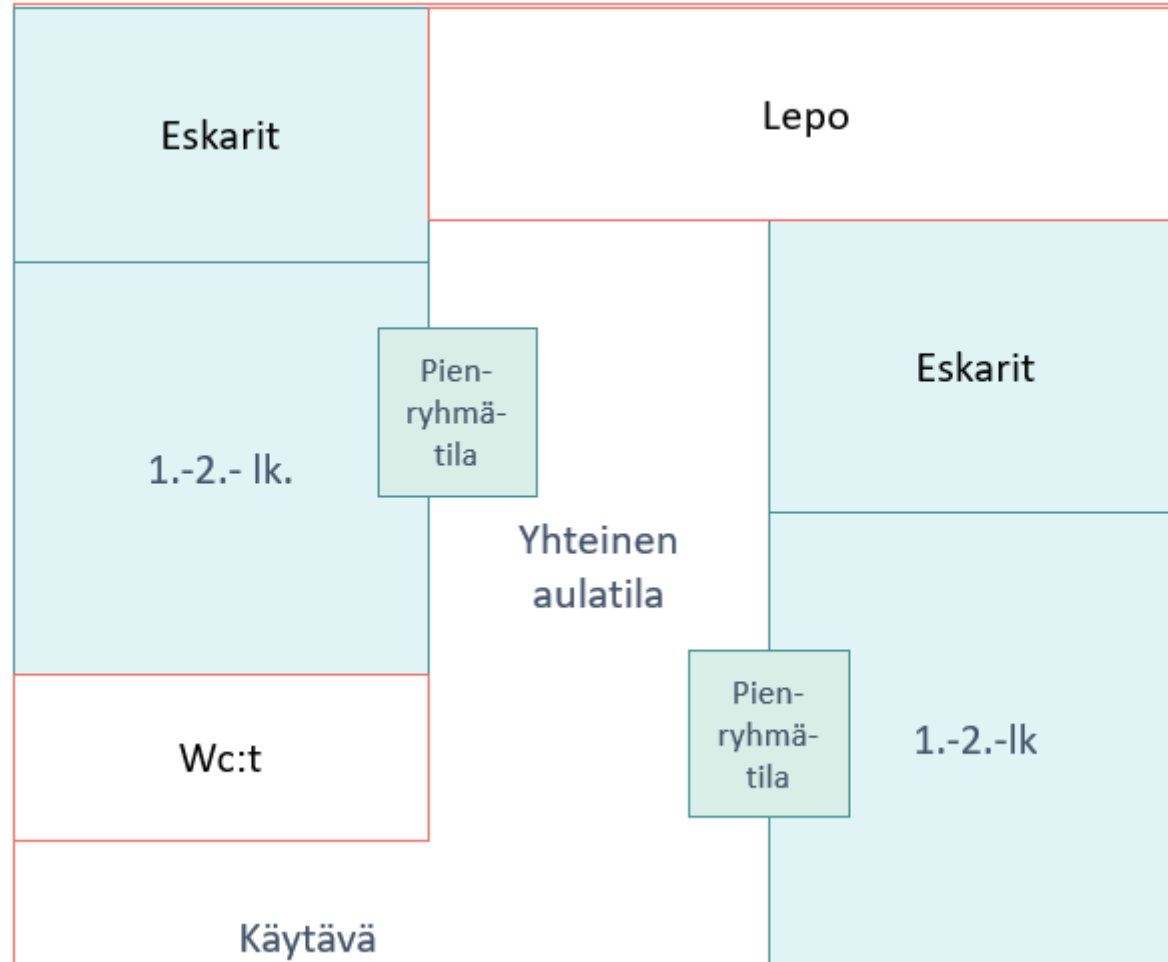 Eskarit
Lepo
Pien-
ryhmä-
tila
1.-2.- lk.
Eskarit
Yhteinen
aulatila
Pien-
ryhmä-
tila
1.-2.-lk
Wc:t
Käytävä